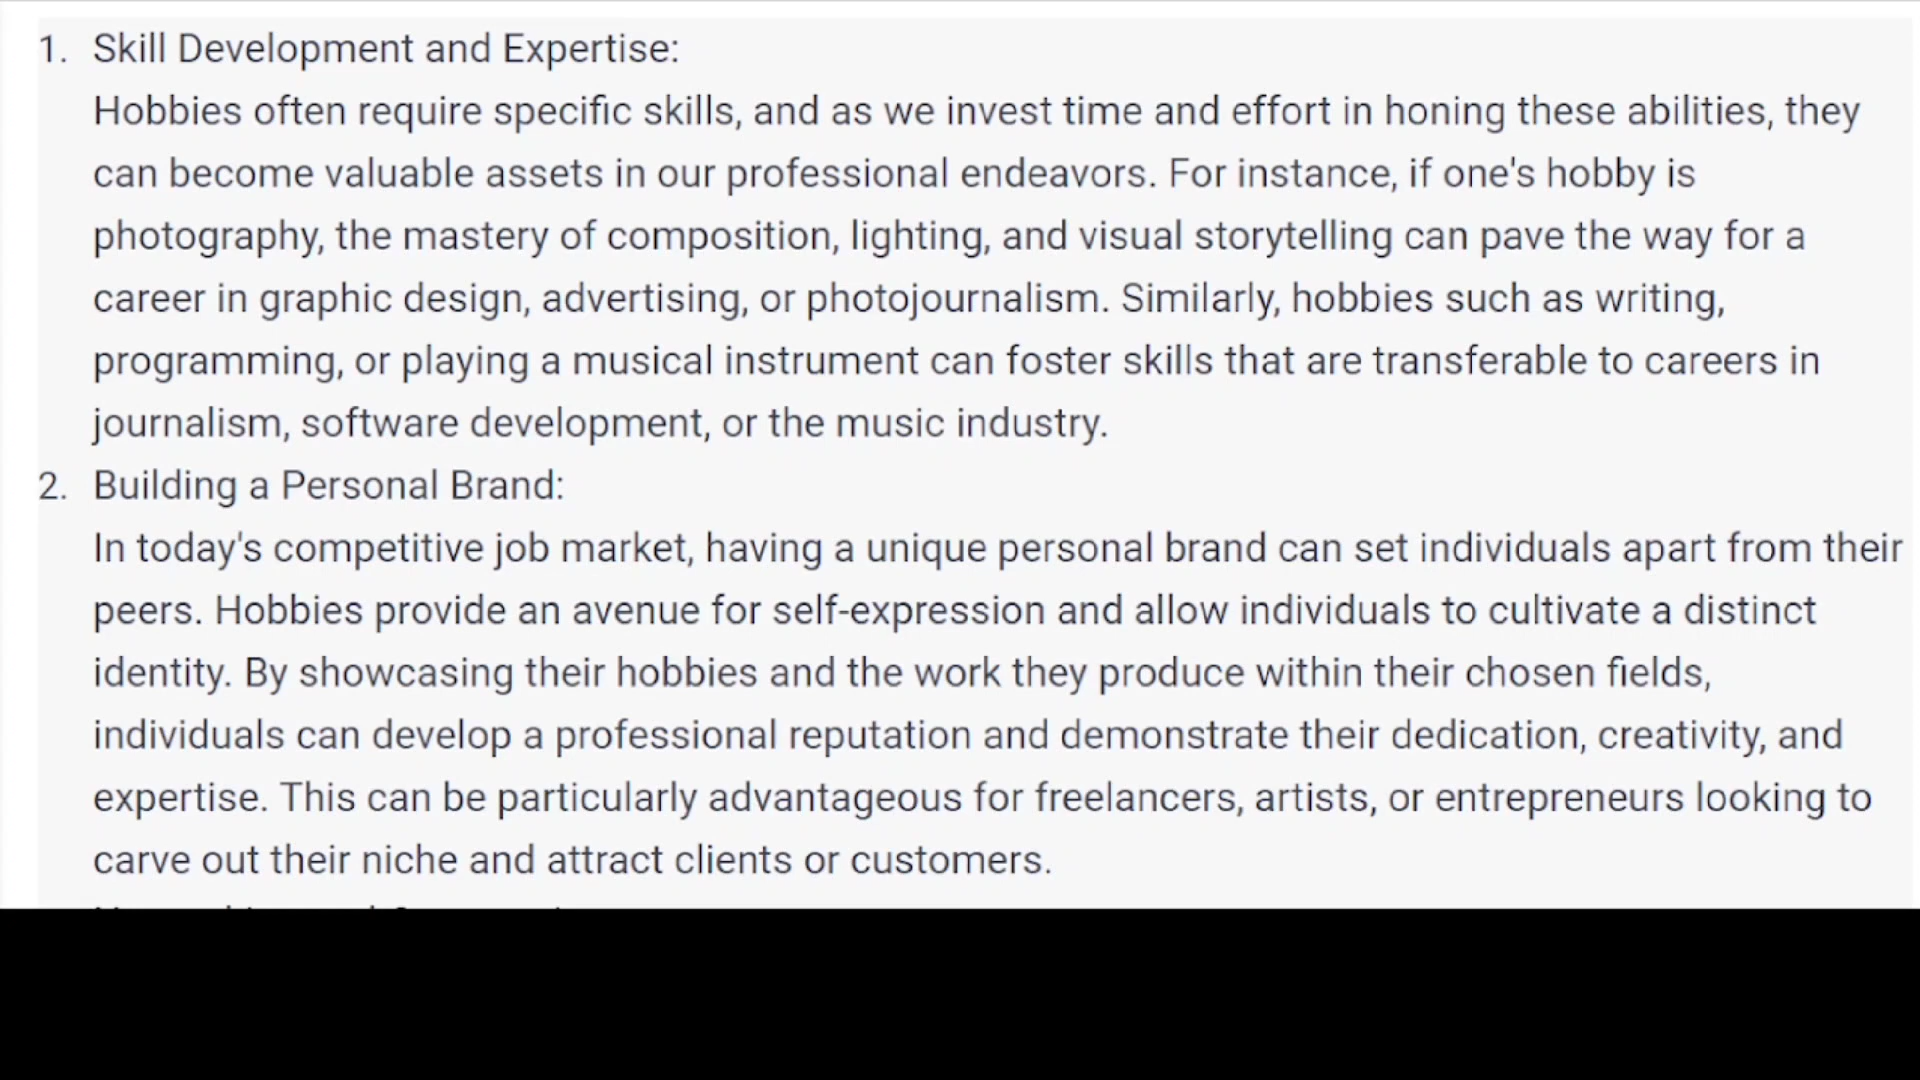 1. Skill Development and Expertise:
Hobbies often require specific skills, and as we invest time and effort in honing these abilities, they
can become valuable assets in our professional endeavors. For instance, if one's hobby is
photography, the mastery of composition, lighting, and visual storytelling can pave the way for a
career in graphic design, advertising, or photojournalism. Similarly, hobbies such as writing,
programming, or playing a musical instrument can foster skills that are transferable to careers in
journalism, software development, or the music industry.
2. Building a Personal Brand:
In today's competitive job market, having a unique personal brand can set individuals apart from their
peers. Hobbies provide an avenue for self-expression and allow individuals to cultivate a distinct
identity. By showcasing their hobbies and the work they produce within their chosen fields,
individuals can develop a professional reputation and demonstrate their dedication, creativity, and
expertise. This can be particularly advantageous for freelancers, artists, or entrepreneurs looking to
carve out their niche and attract clients or customers.